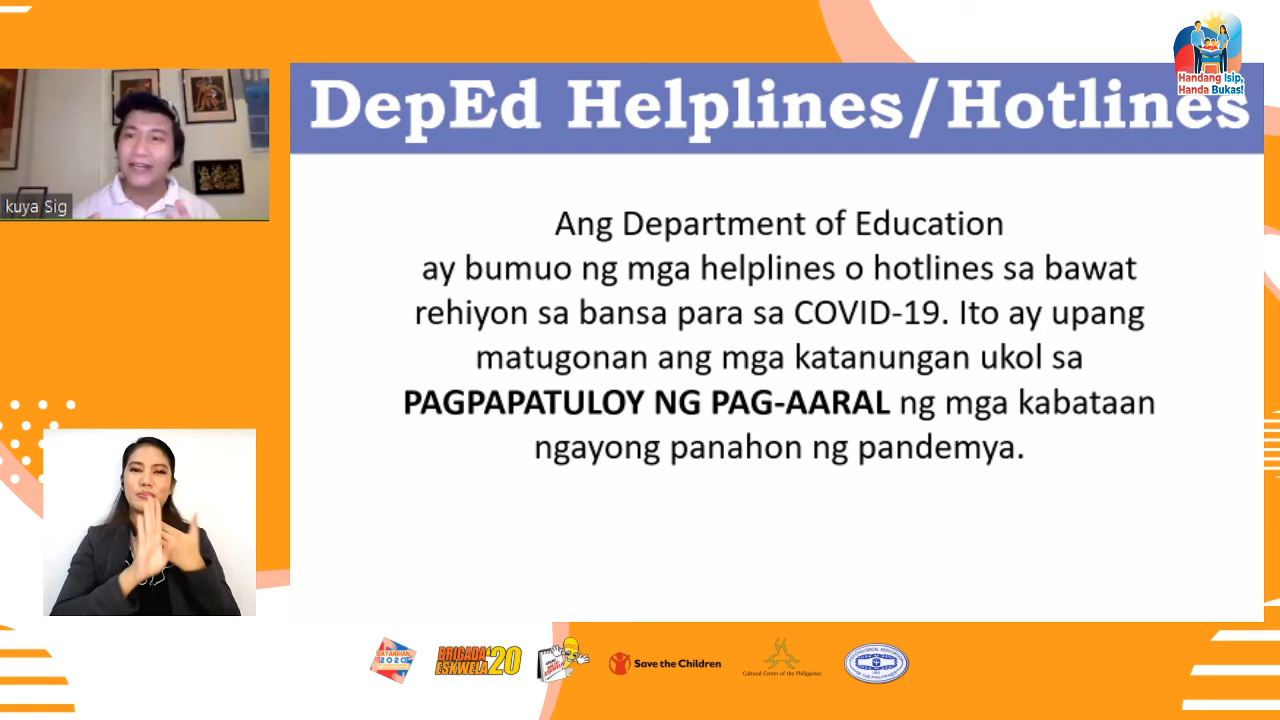 Handang Isip,
Handa Bukas!
DepEd Helplines/Hotlines
kuya Sig
Ang Department of Education
ay bumuo ng mga helplines o hotlines sa bawat
rehiyon sa bansa para sa COVID-19. Ito ay upang
matugonan ang mga katanungan ukol sa
PAGPAPATULOY NG PAG-AARAL ng mga kabataan
ngayong panahon ng pandemya.
BAYANIHAN
2020
BRIGADA
ESKWELA
'20
Save the Children
Cultural Center of the Philippines